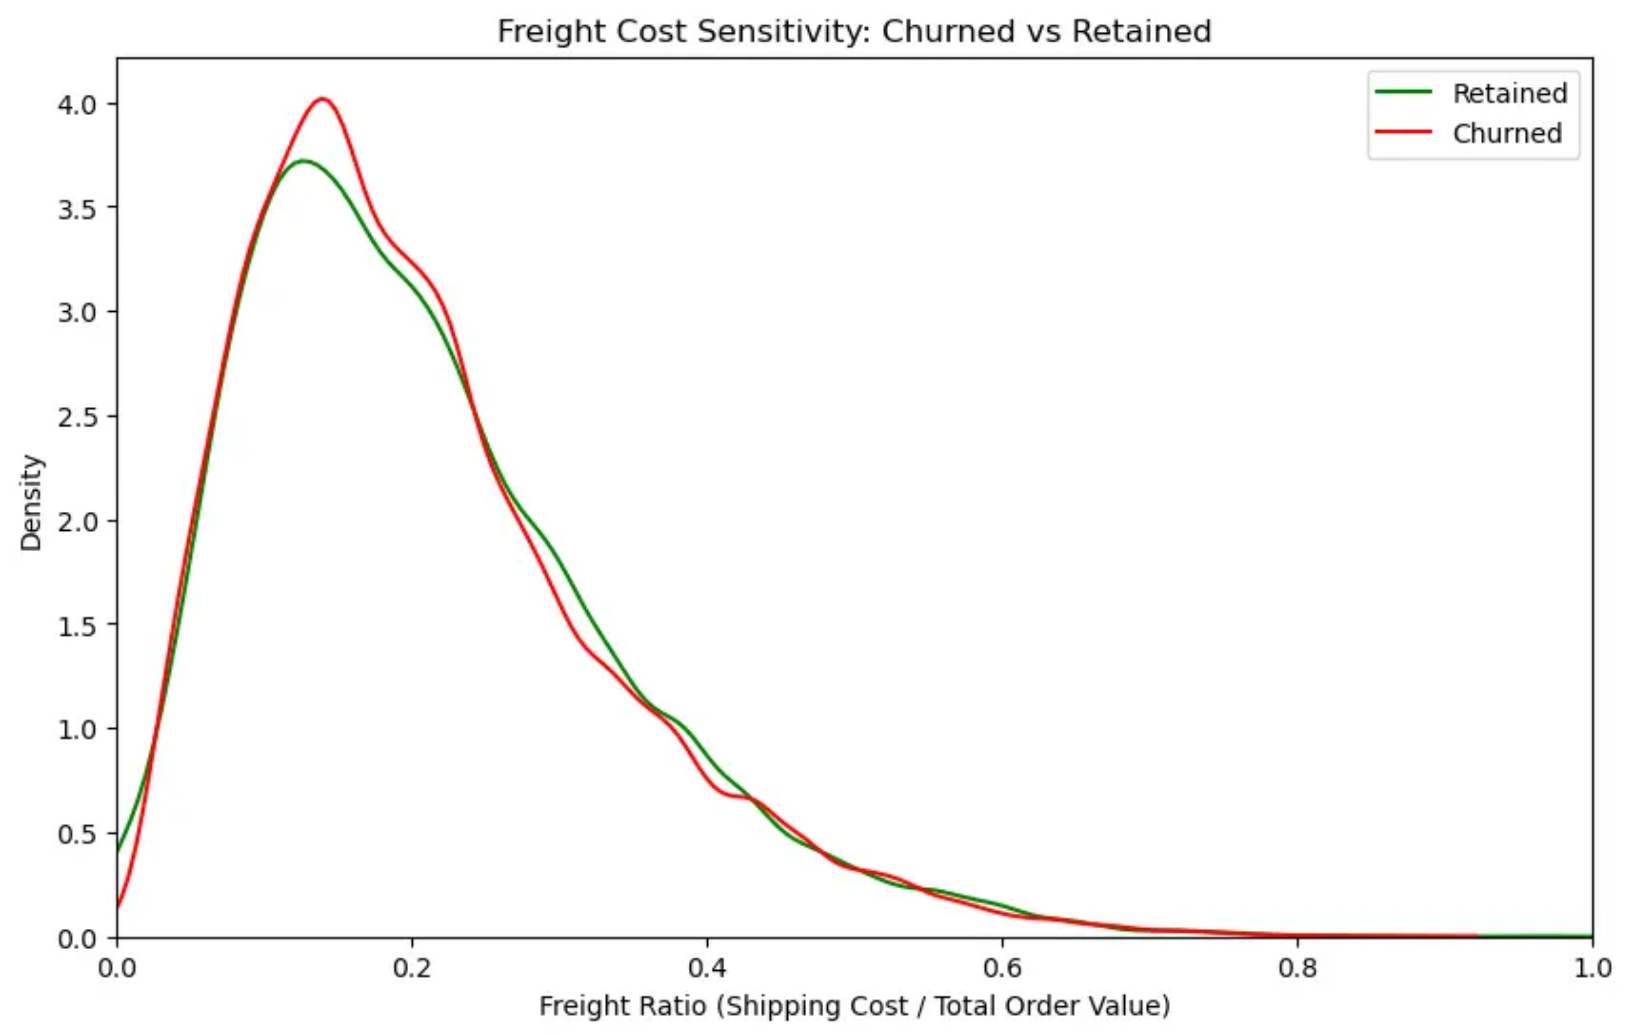 Freight Cost Sensitivity: Churned vs Retained
Retained
Churned
4.0
3.5
3.0
2.5
2.0
1.5
1.0
0.5
0.0
Density
0.0 0.2 0.4 0.6 0.8 1.0
Freight Ratio (Shipping Cost / Total Order Value)